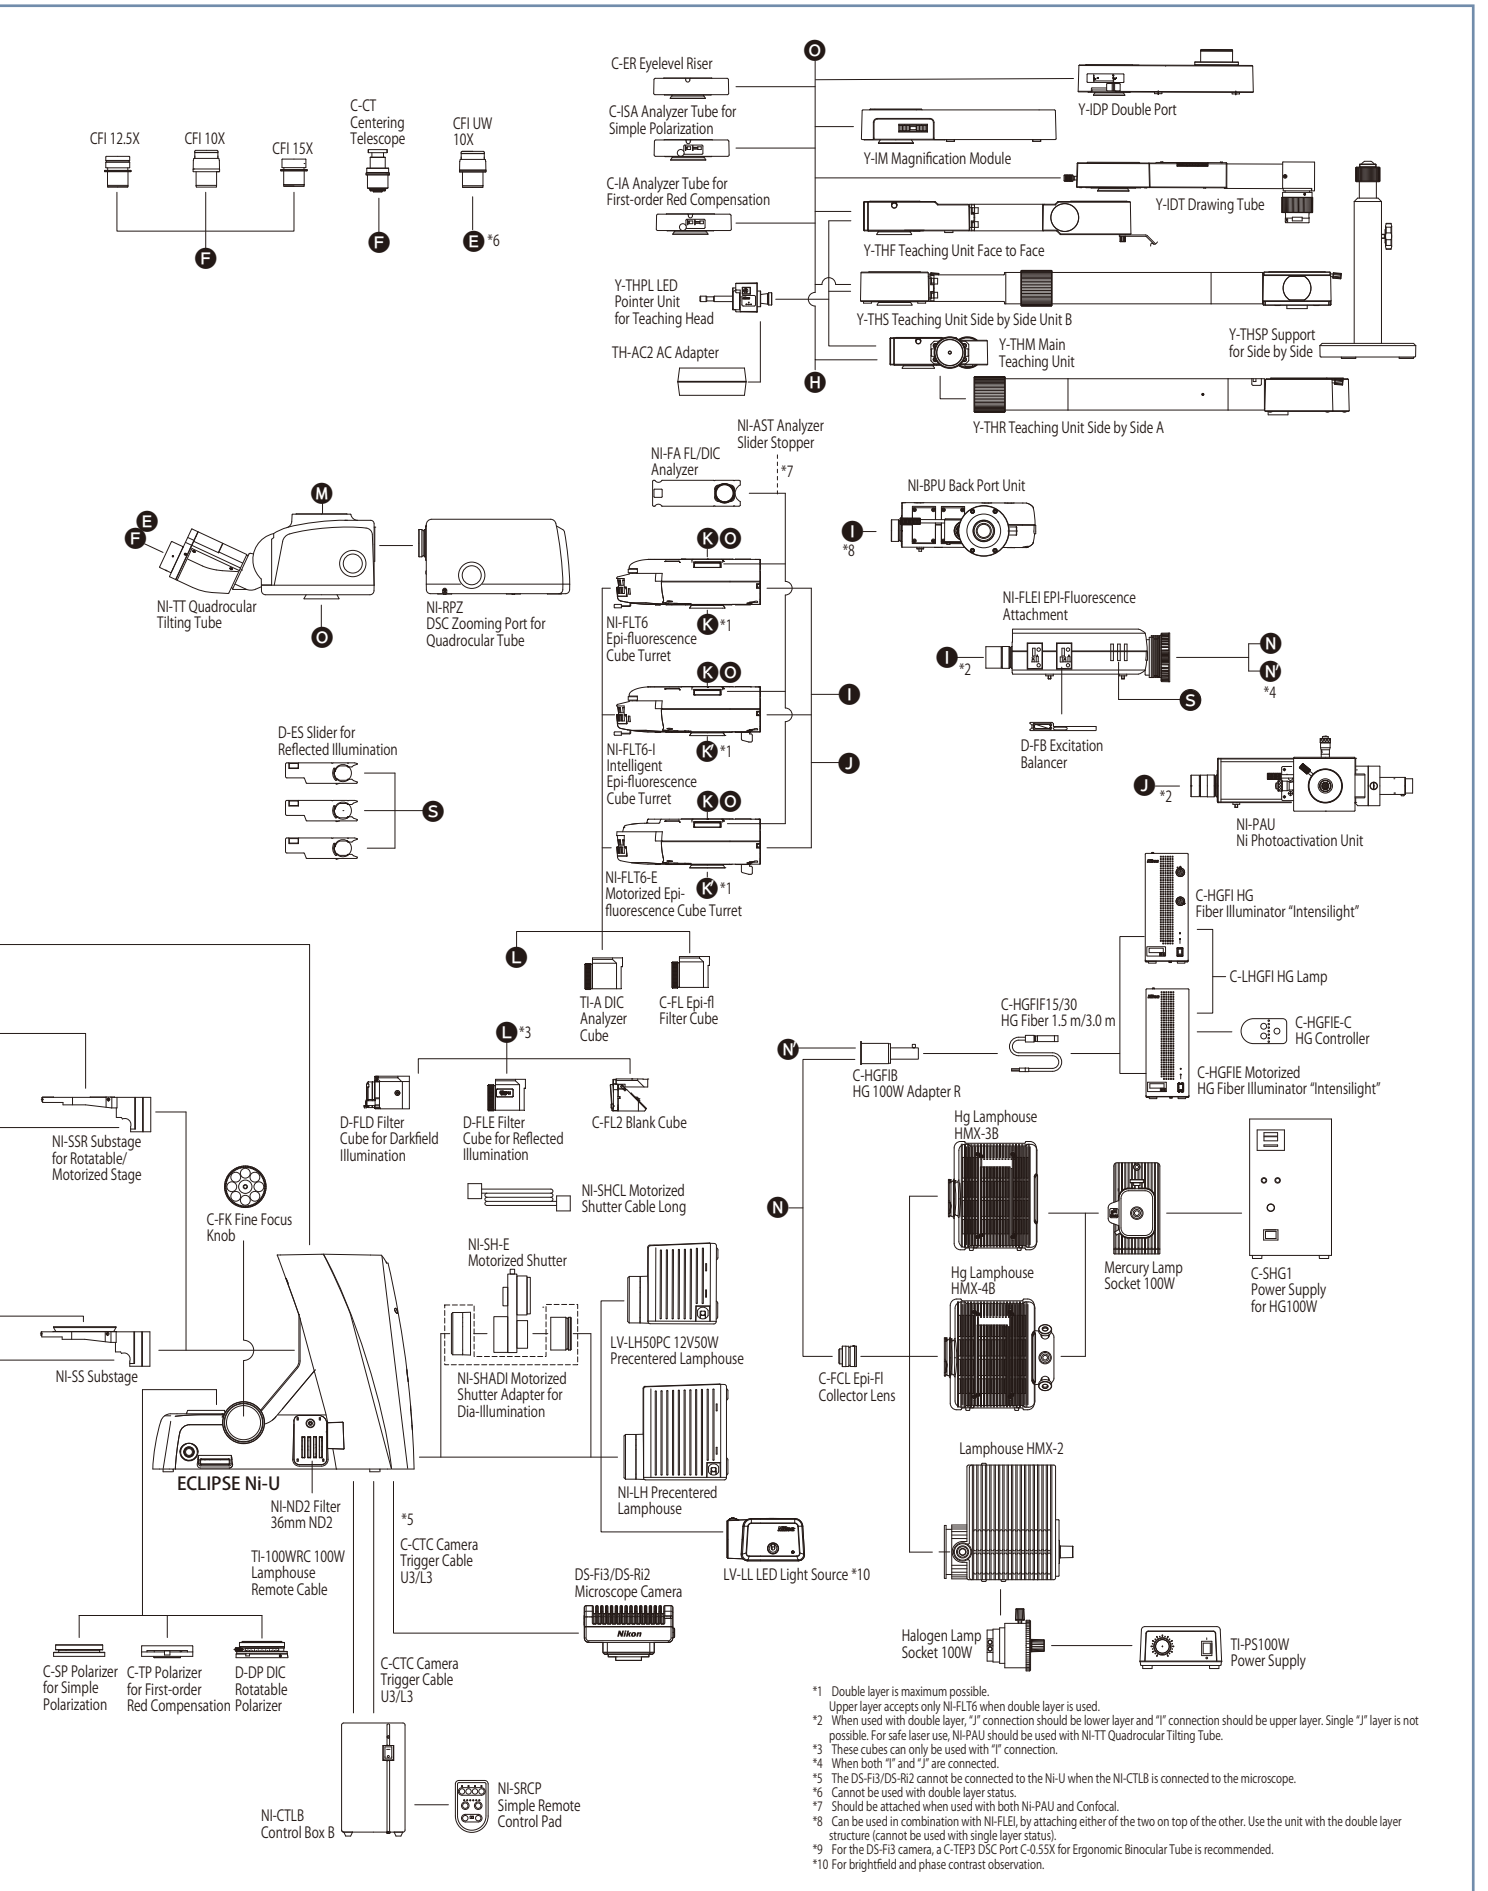 C-ER Eyelevel Riser
O
Y-IDP Double Port
C-ISA Analyzer Tube for
Simple Polarization
Y-IM Magnification Module
C-IA Analyzer Tube for
First-order Red Compensation
Y-IDT Drawing Tube
Y-THF Teaching Unit Face to Face
CFI 12.5X
CFI 10X
CFI 15X
C-CT
Centering
Telescope
CFI UW
10X
F
F
E *6
Y-THPL LED
Pointer Unit
for Teaching Head
Y-THS Teaching Unit Side by Side Unit B
TH-AC2 AC Adapter
Y-THM Main
Teaching Unit
Y-THSP Support
for Side by Side
H
Y-THR Teaching Unit Side by Side A
NI-AST Analyzer
Slider Stopper
*7
NI-FA FL/DIC
Analyzer
NI-BPU Back Port Unit
I
*8
M
E
F
NI-TT Quadrocular
Tilting Tube
O
NI-RPZ
DSC Zooming Port for
Quadrocular Tube
K O
NI-FLT6
Epi-fluorescence
Cube Turret
K *1
K O
NI-FLT6-I
Intelligent
Epi-fluorescence
Cube Turret
K' *1
K O
NI-FLT6-E
Motorized Epi-
fluorescence Cube Turret
K' *1
I
J
NI-FLEI EPI-Fluorescence
Attachment
I *2
N
N'
*4
S
D-FB Excitation
Balancer
J *2
NI-PAU
Ni Photoactivation Unit
D-ES Slider for
Reflected Illumination
S
L
TI-A DIC
Analyzer
Cube
C-FL Epi-fl
Filter Cube
L *3
D-FLD Filter
Cube for Darkfield
Illumination
D-FLE Filter
Cube for Reflected
Illumination
C-FL2 Blank Cube
C-HGFI HG
Fiber Illuminator “Intensilight”
C-LHGFI HG Lamp
C-HGFIF15/30
HG Fiber 1.5 m/3.0 m
C-HGFIE-C
HG Controller
N'
C-HGFIB
HG 100W Adapter R
C-HGFIE Motorized
HG Fiber Illuminator “Intensilight”
NI-SSR Substage
for Rotatable/
Motorized Stage
C-FK Fine Focus
Knob
NI-SHCL Motorized
Shutter Cable Long
NI-SH-E
Motorized Shutter
LV-LH50PC 12V50W
Precentered Lamphouse
NI-SHADI Motorized
Shutter Adapter for
Dia-Illumination
NI-SS Substage
ECLIPSE Ni-U
NI-LH Precentered
Lamphouse
NI-ND2 Filter
36mm ND2
TI-100WRC 100W
Lamphouse
Remote Cable
*5
C-CTC Camera
Trigger Cable
U3/L3
Nikon
LV-LL LED Light Source *10
DS-Fi3/DS-Ri2
Microscope Camera
Nikon
N
Hg Lamphouse
HMX-3B
Mercury Lamp
Socket 100W
C-SHG1
Power Supply
for HG100W
Hg Lamphouse
HMX-4B
C-FCL Epi-Fl
Collector Lens
Lamphouse HMX-2
Halogen Lamp
Socket 100W
TI-PS100W
Power Supply
C-SP Polarizer
for Simple
Polarization
C-TP Polarizer
for First-order
Red Compensation
D-DP DIC
Rotatable
Polarizer
C-CTC Camera
Trigger Cable
U3/L3
NI-CTLB
Control Box B
NI-SRCP
Simple Remote
Control Pad
*1 Double layer is maximum possible.
Upper layer accepts only NI-FLT6 when double layer is used.
*2 When used with double layer, “J” connection should be lower layer and “I” connection should be upper layer. Single “J” layer is not
possible. For safe laser use, NI-PAU should be used with NI-TT Quadrocular Tilting Tube.
*3 These cubes can only be used with “I” connection.
*4 When both “I” and “J” are connected.
*5 The DS-Fi3/DS-Ri2 cannot be connected to the Ni-U when the NI-CTLB is connected to the microscope.
*6 Cannot be used with double layer status.
*7 Should be attached when used with both Ni-PAU and Confocal.
*8 Can be used in combination with NI-FLEI, by attaching either of the two on top of the other. Use the unit with the double layer
structure (cannot be used with single layer status).
*9 For the DS-Fi3 camera, a C-TEP3 DSC Port C-0.55X for Ergonomic Binocular Tube is recommended.
*10 For brightfield and phase contrast observation.